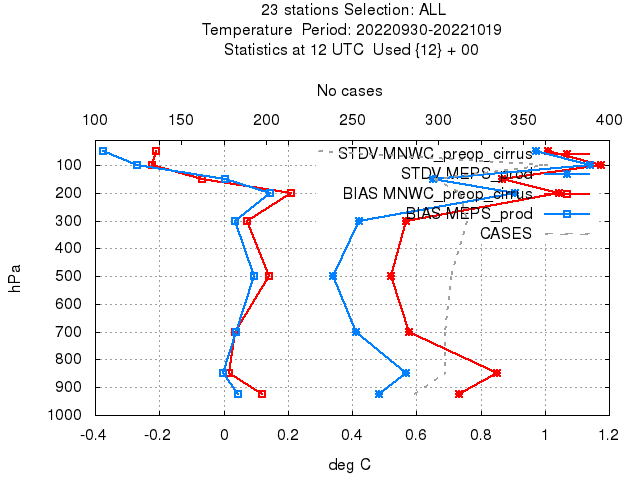 23 stations Selection: ALL
Temperature  Period: 20220930-20221019
Statistics at 12 UTC  Used {12} + 00
No cases
100 150 200 250 300 350 400
STDV MNWC_preop_cirrus
100
STDV MEPS_prod
200
BIAS MNWC_preop_cirrus
BIAS MEPS_prod
300
CASES
400
hPa
500
600
700
800
900
1000
-0.4 -0.2 0 0.2 0.4 0.6 0.8 1 1.2
deg C